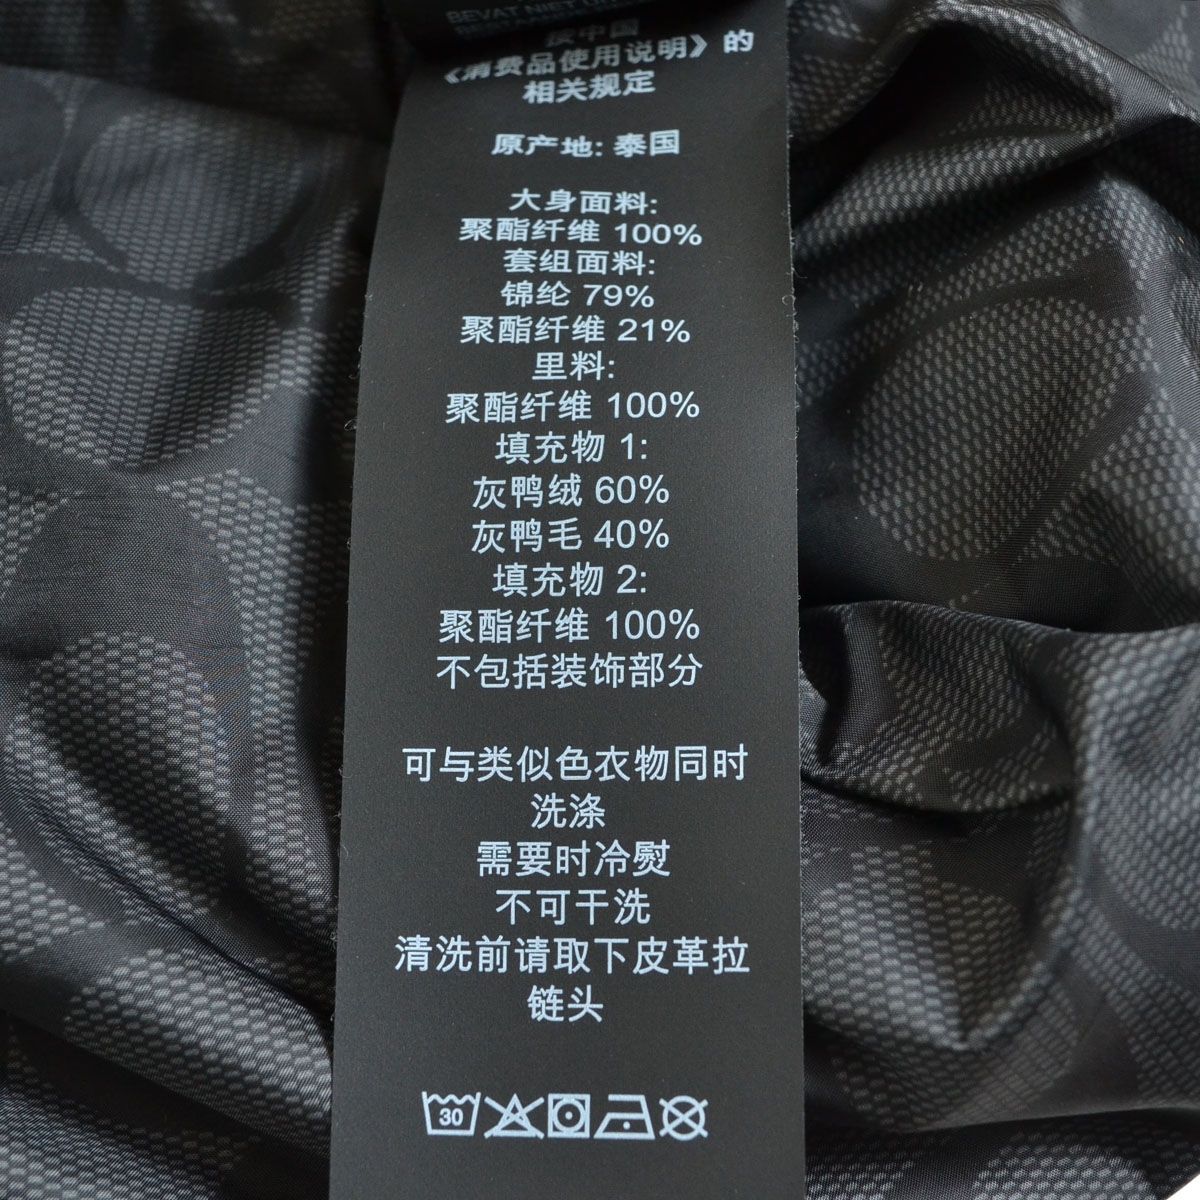 BEVAT NIET
按中国
《消费品使用说明》的
相关规定
原产地: 泰国
大身面料:
聚酯纤维 100%
套组面料:
锦纶 79%
聚酯纤维 21%
里料:
聚酯纤维 100%
填充物 1:
灰鸭绒 60%
灰鸭毛 40%
填充物 2:
聚酯纤维 100%
不包括装饰部分
可与类似色衣物同时
洗涤
需要时冷熨
不可干洗
清洗前请取下皮革拉
链头
30